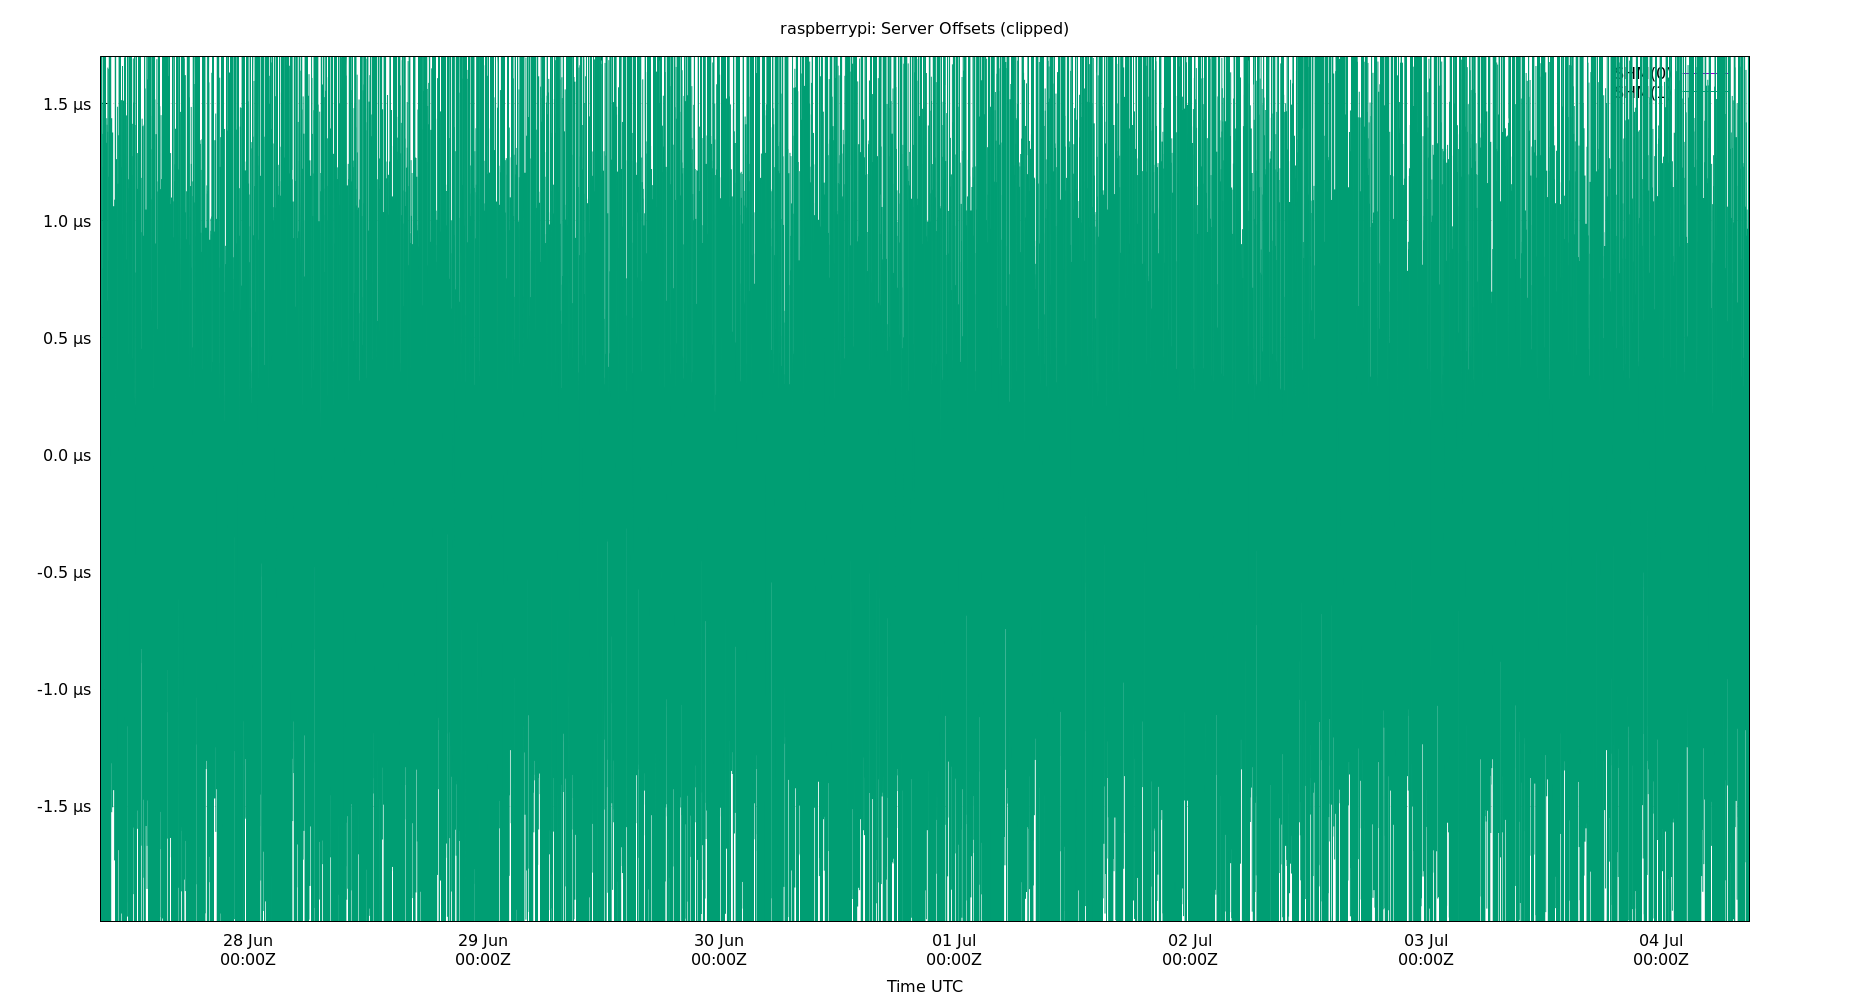 raspberrypi: Server Offsets (clipped)
SHM(0)
1.5 µs
1.0 µs
0.5 µs
0.0 µs
-0.5 µs
-1.0 µs
-1.5 µs
28 Jun
00:00Z
29 Jun
00:00Z
30 Jun
00:00Z
01 Jul
00:00Z
02 Jul
00:00Z
03 Jul
00:00Z
04 Jul
00:00Z
Time UTC